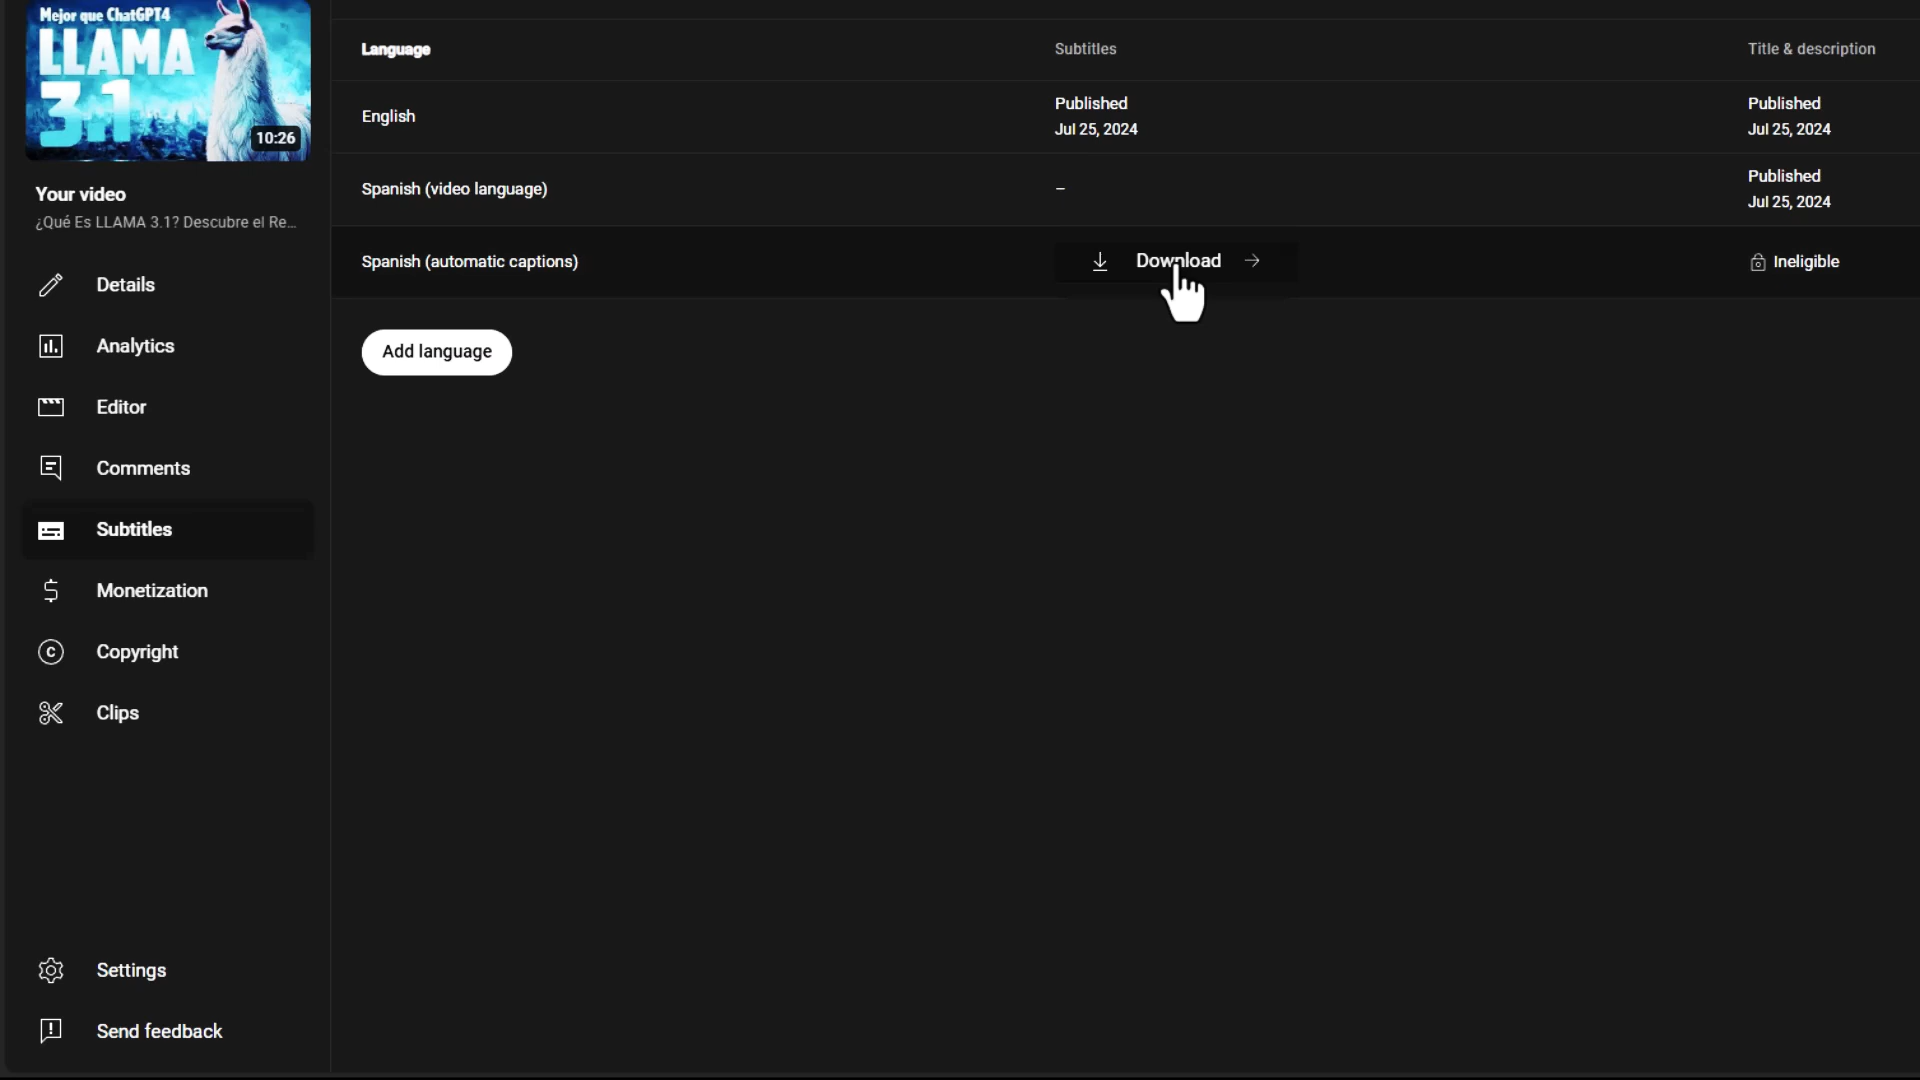 Mejor que ChatGPT4
LLAMA
3.1
10:26
Your video
¿Qué Es LLAMA 3.1? Descubre el Re...
Details
Analytics
Editor
Comments
Subtitles
Monetization
Copyright
Clips
Settings
Send feedback
Language Subtitles Title & description
English Published Jul 25, 2024 Published Jul 25, 2024
Spanish (video language) – Published Jul 25, 2024
Spanish (automatic captions) Download Ineligible
Add language